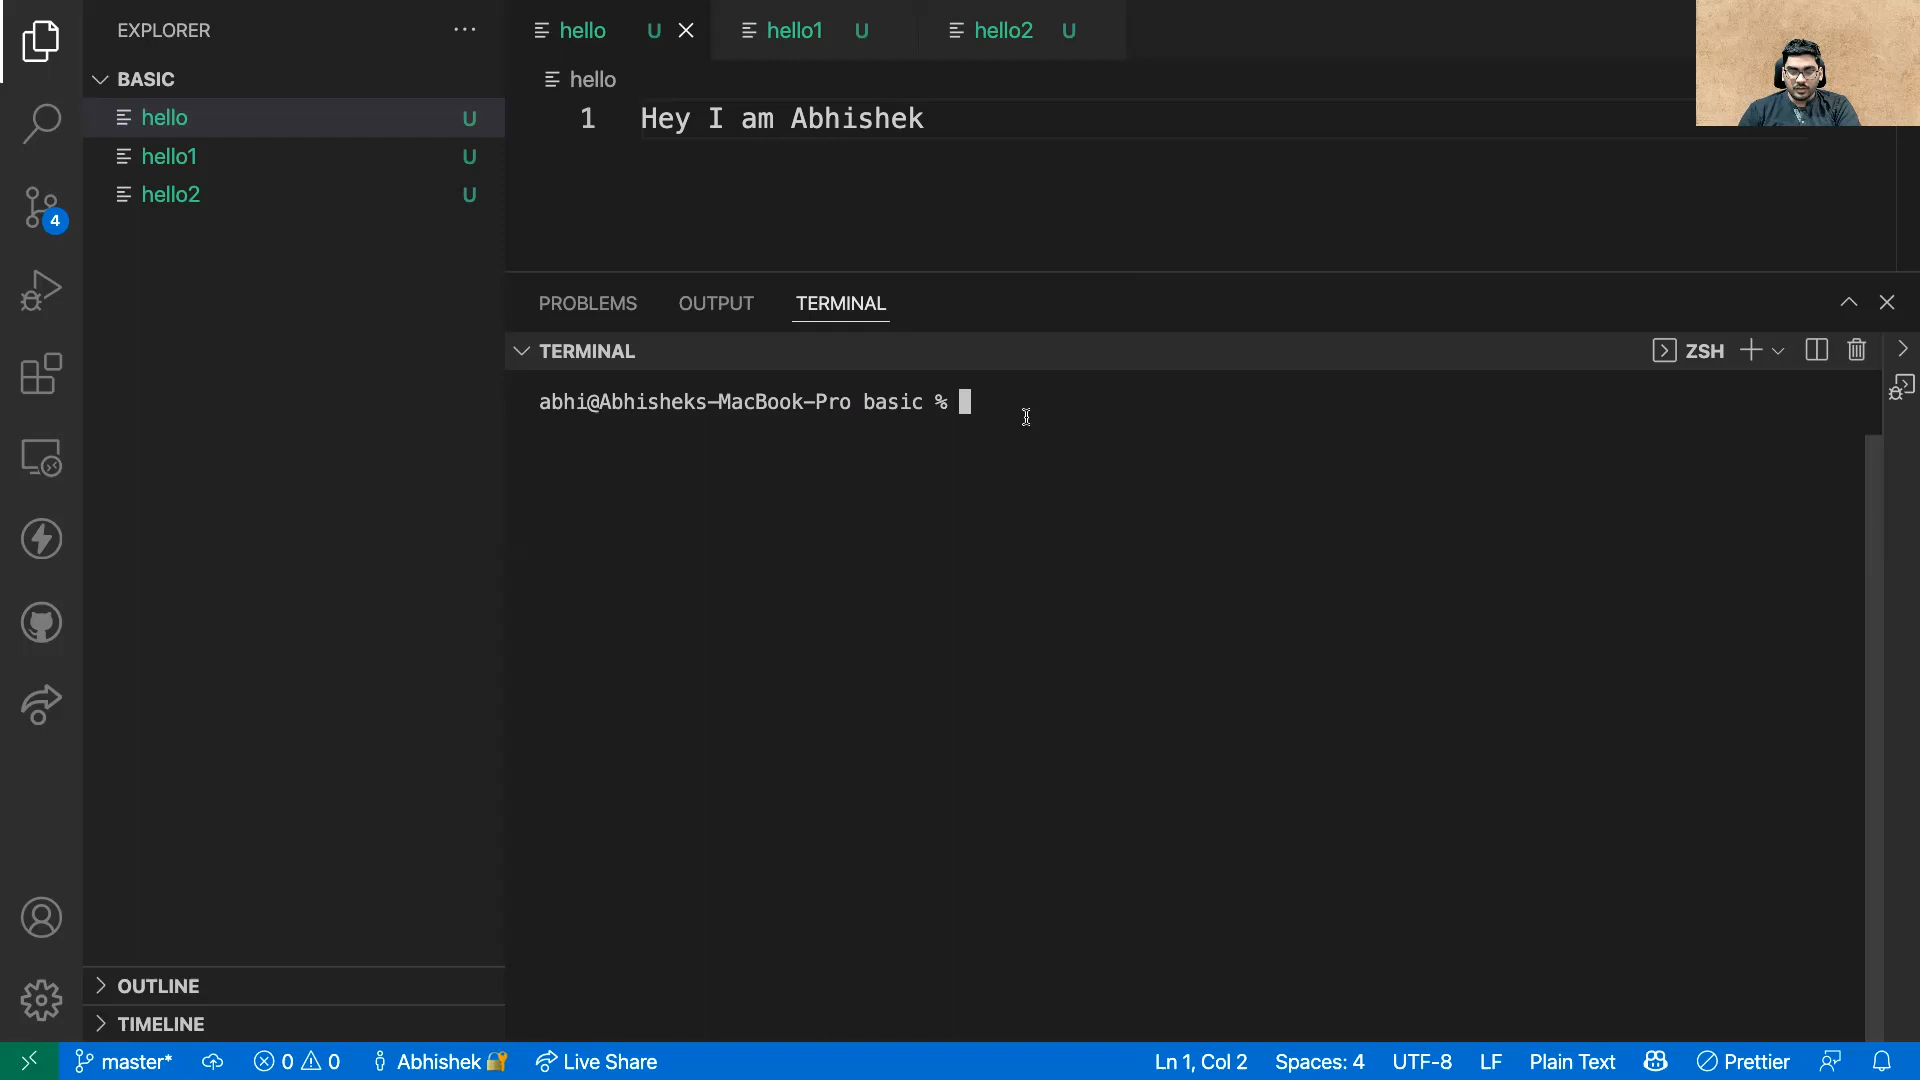 EXPLORER
BASIC
hello U
hello1 U
hello2 U
4
OUTLINE
TIMELINE
hello U
hello1 U
hello2 U
hello
1 Hey I am Abhishek
PROBLEMS OUTPUT TERMINAL
TERMINAL
ZSH
abhi@Abhisheks-MacBook-Pro basic %
master* 0 0 Abhishek Live Share Ln 1, Col 2 Spaces: 4 UTF-8 LF Plain Text Prettier